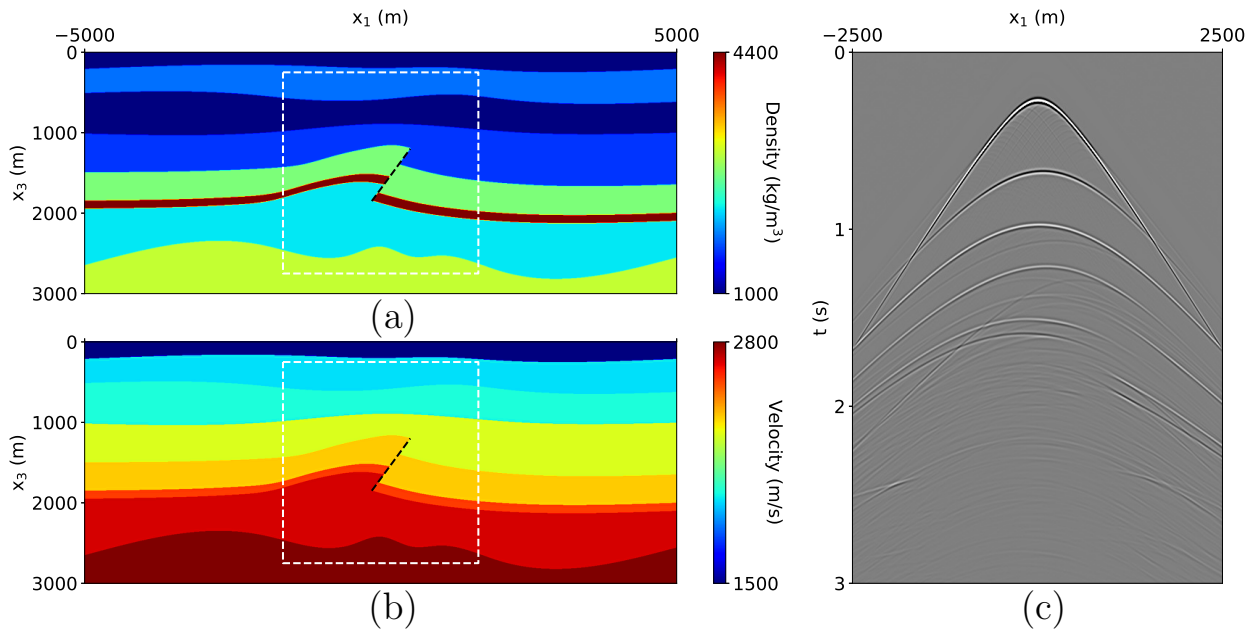 x₁ (m)
−5000 5000
0
1000
2000
3000
x₃ (m)
4400
1000
Density (kg/m³)
(a)
0
1000
2000
3000
x₃ (m)
2800
1500
Velocity (m/s)
(b)
x₁ (m)
−2500 2500
0
1
2
3
t (s)
(c)